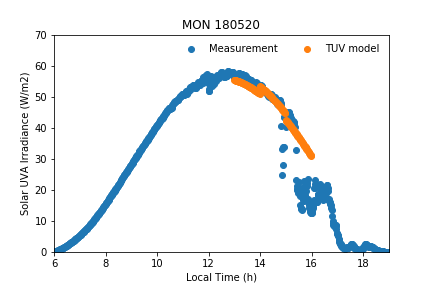 MON 180520
Measurement TUV model
Solar UVA Irradiance (W/m2)
70
60
50
40
30
20
10
0
6 8 10 12 14 16 18
Local Time (h)